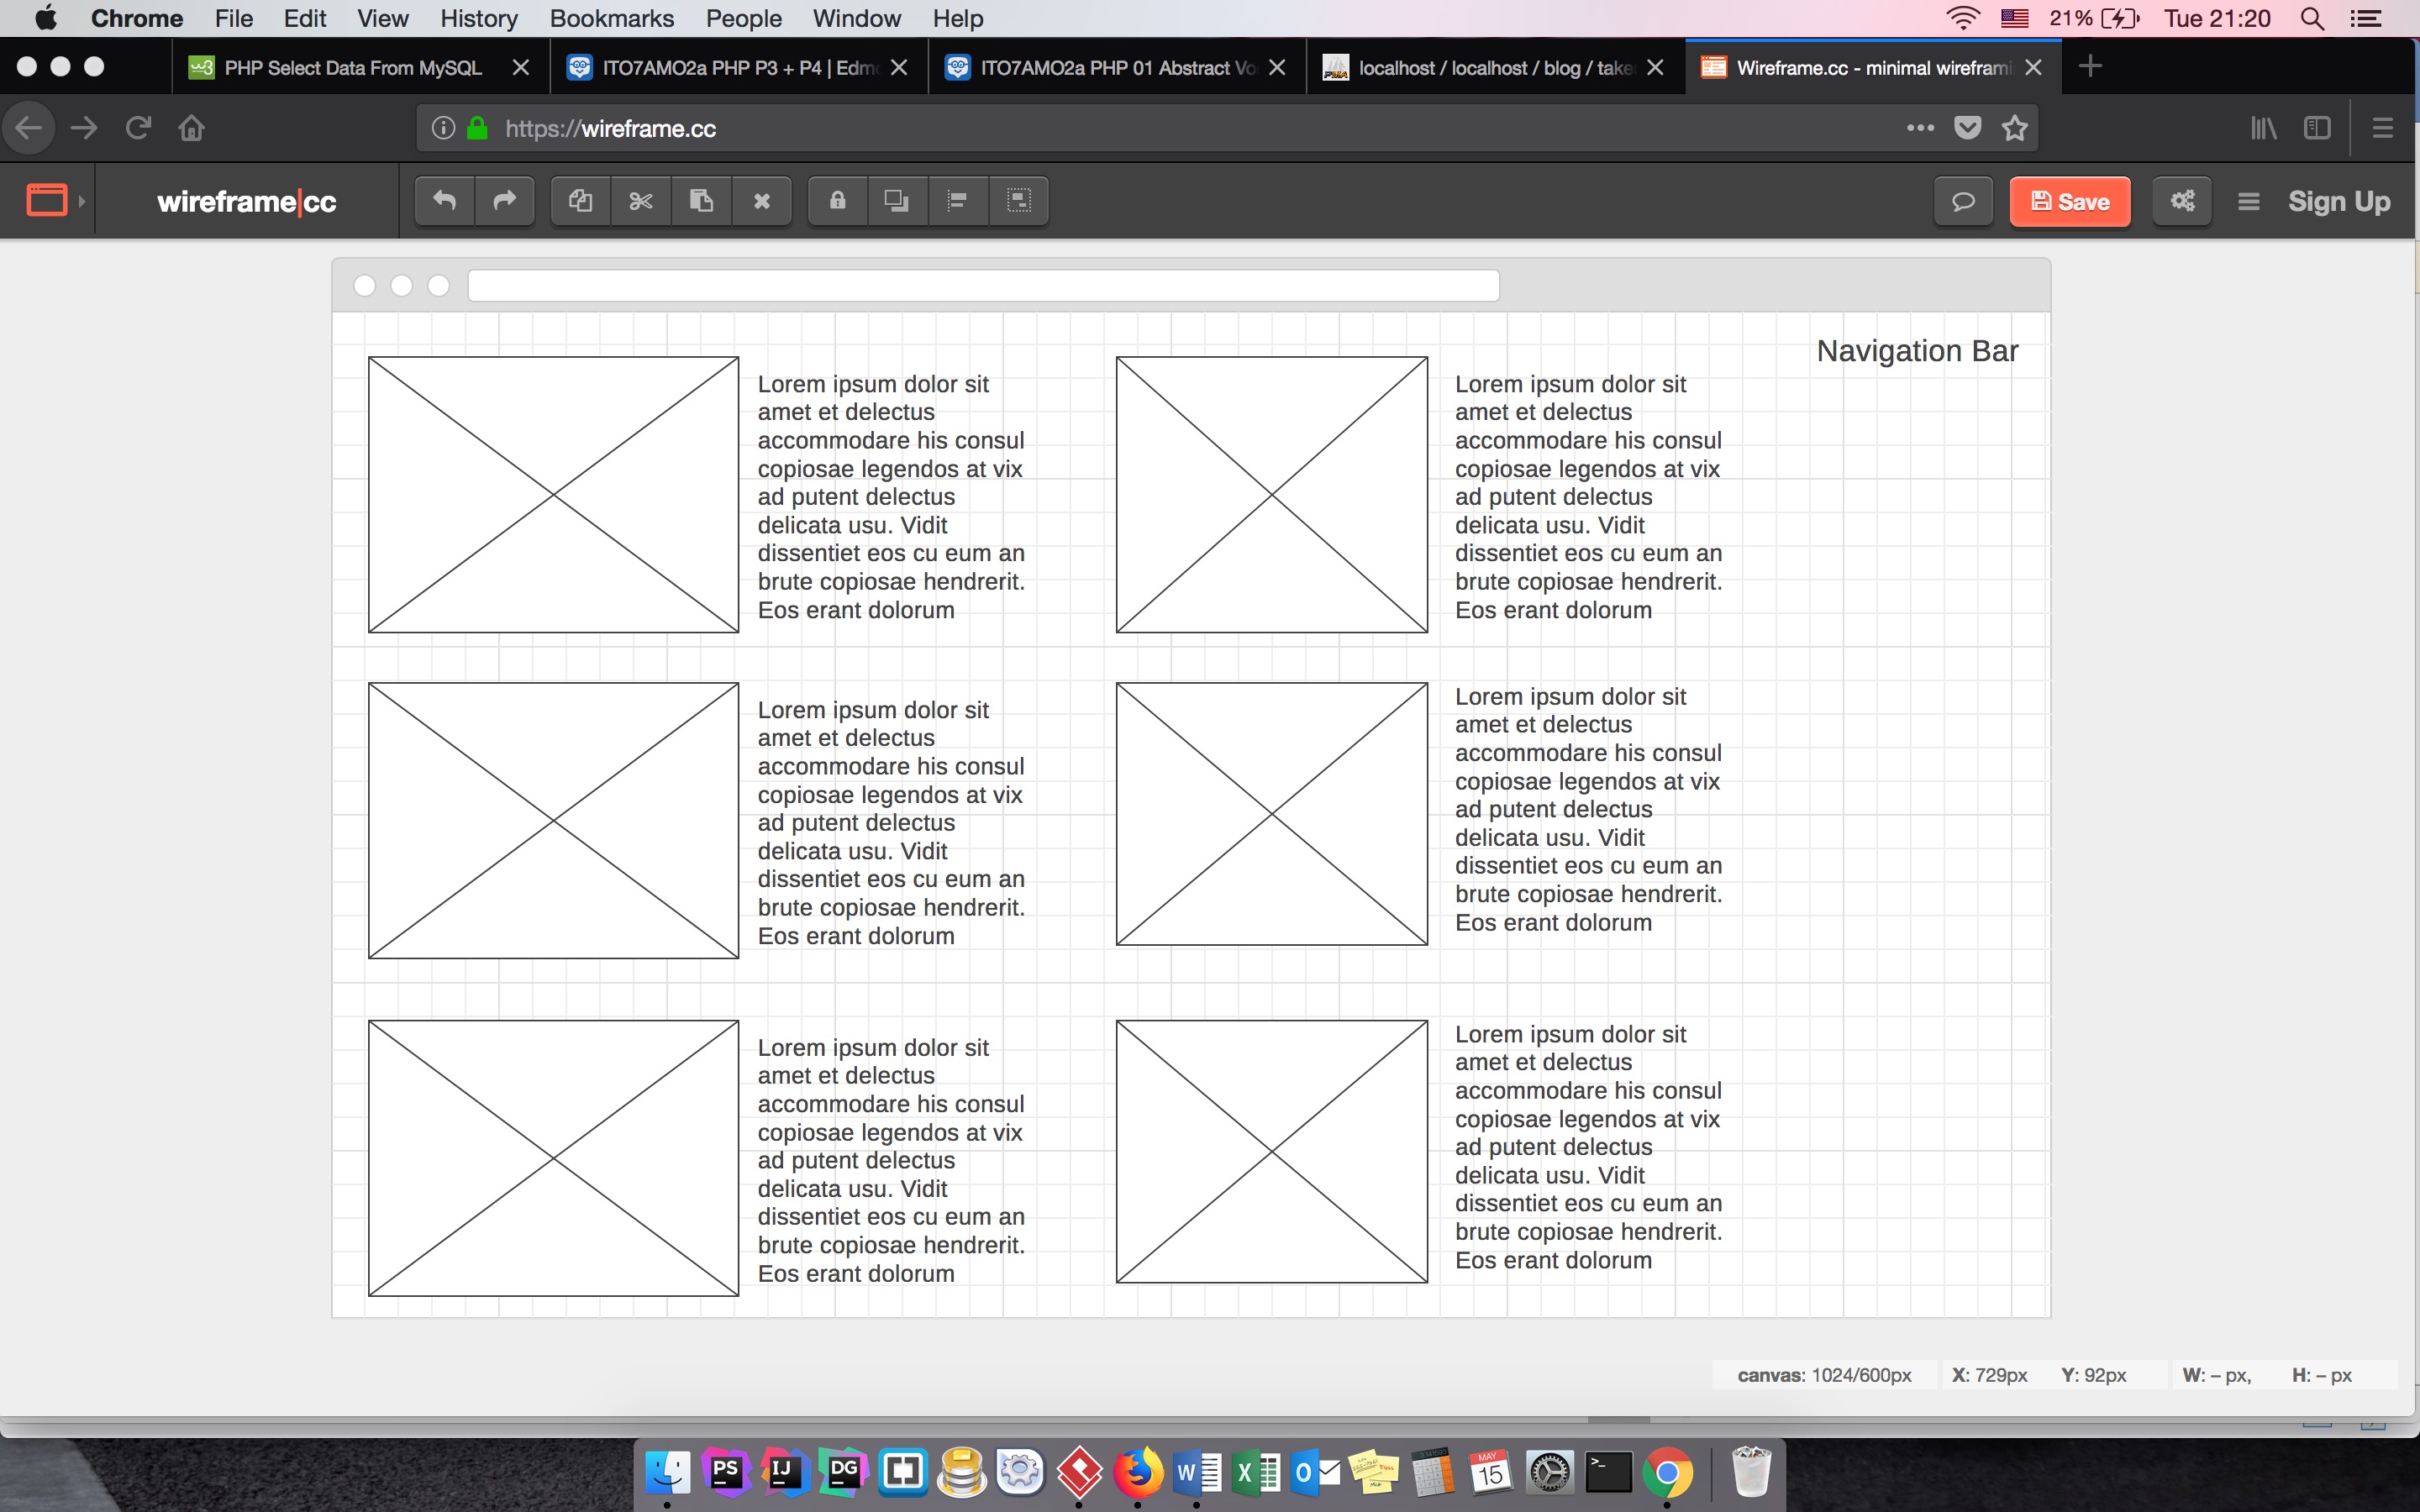 Chrome File Edit View History Bookmarks People Window Help 21% Tue 21:20
PHP Select Data From MySQL ITO7AMO2a PHP P3 + P4 | Edm ITO7AMO2a PHP 01 Abstract Vo localhost / localhost / blog / take Wireframe.cc - minimal wirefram
https://wireframe.cc
wireframe|cc Save Sign Up
Navigation Bar
Lorem ipsum dolor sit
amet et delectus
accommodare his consul
copiosae legendos at vix
ad putent delectus
delicata usu. Vidit
dissentiet eos cu eum an
brute copiosae hendrerit.
Eos erant dolorum
Lorem ipsum dolor sit
amet et delectus
accommodare his consul
copiosae legendos at vix
ad putent delectus
delicata usu. Vidit
dissentiet eos cu eum an
brute copiosae hendrerit.
Eos erant dolorum
Lorem ipsum dolor sit
amet et delectus
accommodare his consul
copiosae legendos at vix
ad putent delectus
delicata usu. Vidit
dissentiet eos cu eum an
brute copiosae hendrerit.
Eos erant dolorum
Lorem ipsum dolor sit
amet et delectus
accommodare his consul
copiosae legendos at vix
ad putent delectus
delicata usu. Vidit
dissentiet eos cu eum an
brute copiosae hendrerit.
Eos erant dolorum
Lorem ipsum dolor sit
amet et delectus
accommodare his consul
copiosae legendos at vix
ad putent delectus
delicata usu. Vidit
dissentiet eos cu eum an
brute copiosae hendrerit.
Eos erant dolorum
Lorem ipsum dolor sit
amet et delectus
accommodare his consul
copiosae legendos at vix
ad putent delectus
delicata usu. Vidit
dissentiet eos cu eum an
brute copiosae hendrerit.
Eos erant dolorum
canvas: 1024/600px X: 729px Y: 92px W: – px, H: – px
PS IJ DG W X O MAY 15 >_